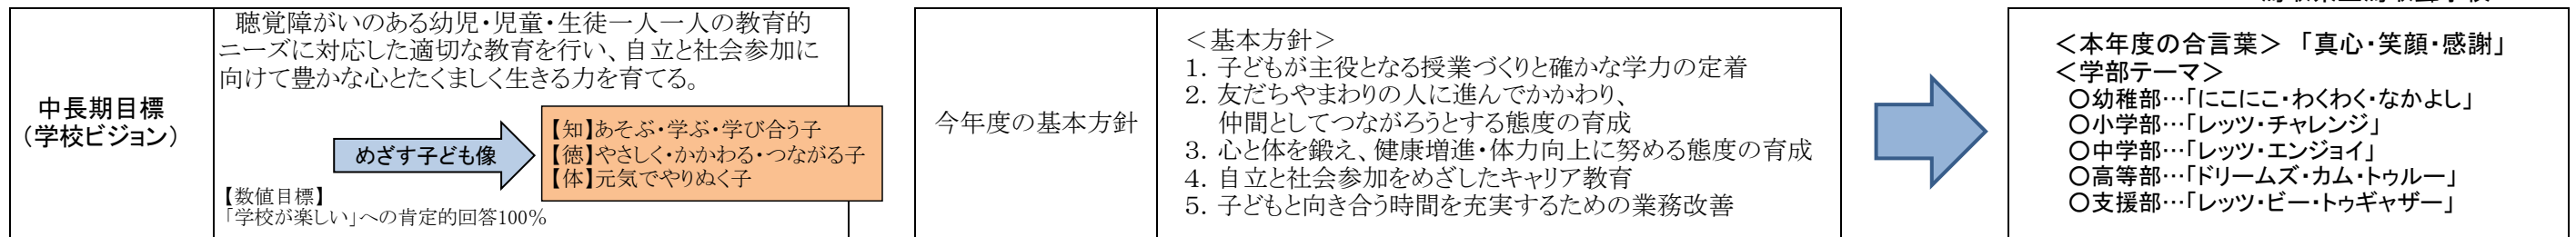 中長期目標
（学校ビジョン）
聴覚障がいのある幼児・児童・生徒一人一人の教育的
ニーズに対応した適切な教育を行い、自立と社会参加に
向けて豊かな心とたくましく生きる力を育てる。
めざす子ども像
【知】あそぶ・学ぶ・学び合う子
【徳】やさしく・かかわる・つながる子
【体】元気でやりぬく子
【数値目標】
「学校が楽しい」への肯定的回答100％
今年度の基本方針
＜基本方針＞
1．子どもが主役となる授業づくりと確かな学力の定着
2．友だちやまわりの人に進んでかかわり、
仲間としてつながろうとする態度の育成
3．心と体を鍛え、健康増進・体力向上に努める態度の育成
4．自立と社会参加をめざしたキャリア教育
5．子どもと向き合う時間を充実するための業務改善
＜本年度の合言葉＞　「真心・笑顔・感謝」
＜学部テーマ＞
〇幼稚部…「にこにこ・わくわく・なかよし」
〇小学部…「レッツ・チャレンジ」
〇中学部…「レッツ・エンジョイ」
〇高等部…「ドリームズ・カム・トゥルー」
〇支援部…「レッツ・ビー・トゥギャザー」